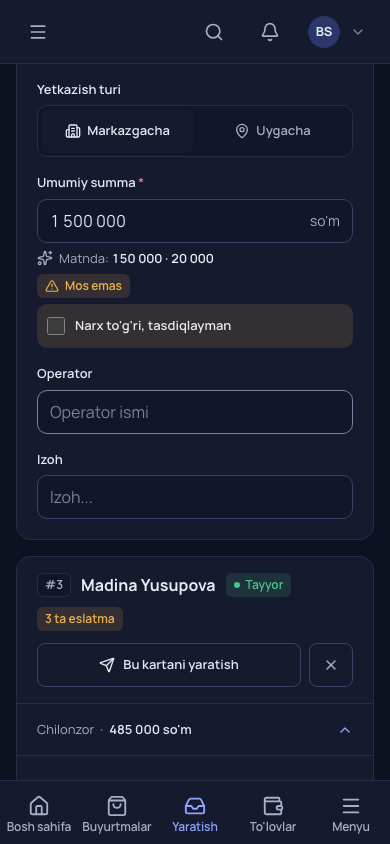 BS
Yetkazish turi
Markazgacha
Uygacha
Umumiy summa *
1 500 000 so'm
Matnda: 150 000 · 20 000
Mos emas
Narx to'g'ri, tasdiqlayman
Operator
Operator ismi
Izoh
Izoh...
#3 Madina Yusupova Tayyor
3 ta eslatma
Bu kartani yaratish
Chilonzor · 485 000 so'm
Bosh sahifa
Buyurtmalar
Yaratish
To'lovlar
Menyu